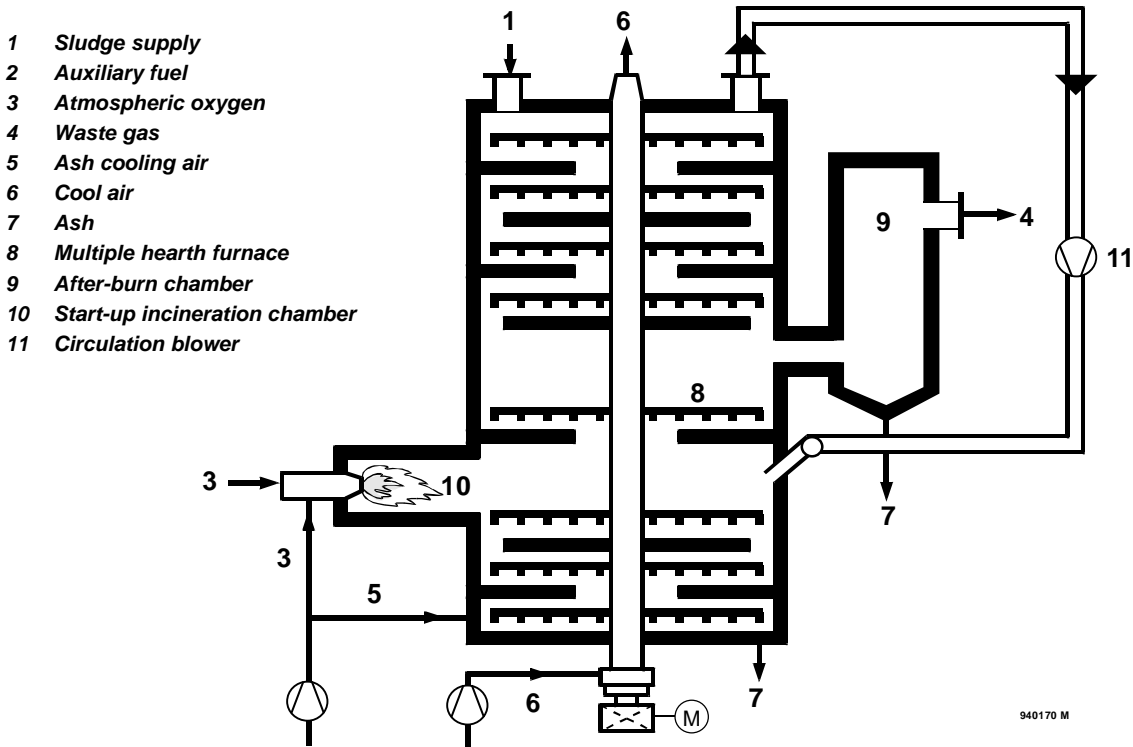 1 Sludge supply
2 Auxiliary fuel
3 Atmospheric oxygen
4 Waste gas
5 Ash cooling air
6 Cool air
7 Ash
8 Multiple hearth furnace
9 After-burn chamber
10 Start-up incineration chamber
11 Circulation blower
1
6
9
4
11
8
3
10
7
3
5
6
7
M
940170 M